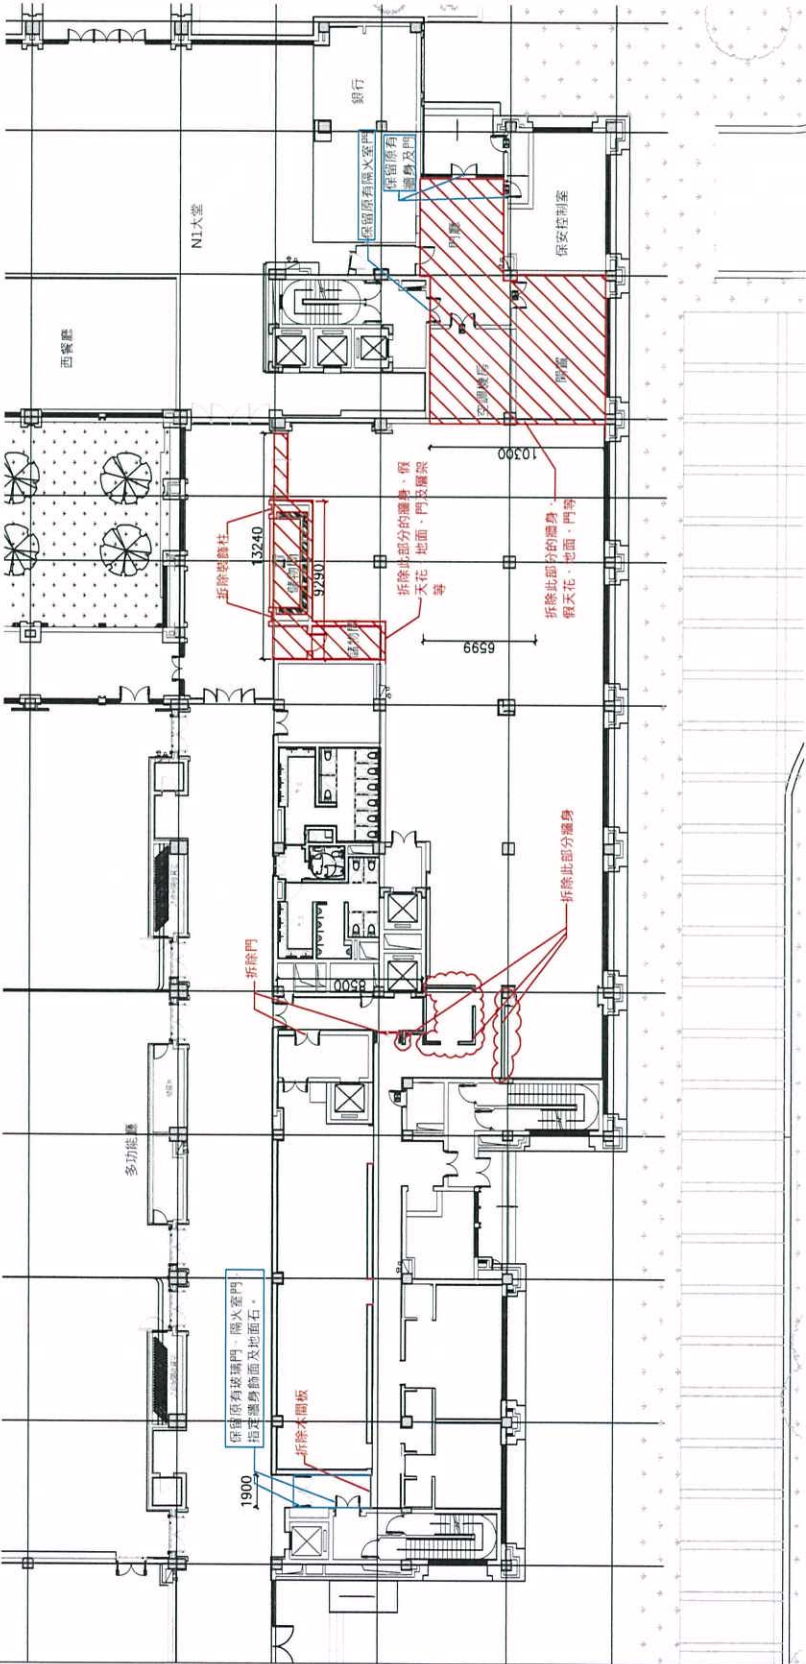 銀行
保留原有隔火室門
保留原有
牆身及門
N1大堂
門廳
保安控制室
西餐廳
空調機房
10300
拆除裝飾柱
13240
9290
儲物房
拆除此部分的牆身，假
天花，地面，門及層架
等
拆除此部分的牆身，
假天花，地面，門等
6599
拆除此部分牆身
拆除門
8500
多功能廳
保留原有玻璃門，隔火室門，
指定牆身飾面及地面石。
拆除木間板
1900